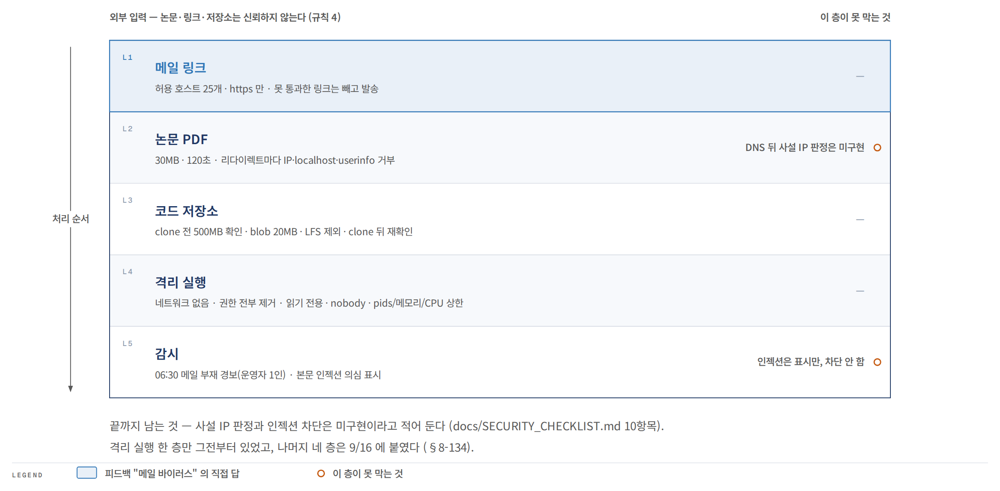 외부 입력 — 논문·링크·저장소는 신뢰하지 않는다 (규칙 4)
이 층이 못 막는 것
L1
메일 링크
허용 호스트 25개 · https 만 · 못 통과한 링크는 빼고 발송
—
L2
논문 PDF
30MB · 120초 · 리다이렉트마다 IP·localhost·userinfo 거부
DNS 뒤 사설 IP 판정은 미구현
L3
코드 저장소
clone 전 500MB 확인 · blob 20MB · LFS 제외 · clone 뒤 재확인
—
처리 순서
L4
격리 실행
네트워크 없음 · 권한 전부 제거 · 읽기 전용 · nobody · pids/메모리/CPU 상한
—
L5
감시
06:30 메일 부재 경보(운영자 1인) · 본문 인젝션 의심 표시
인젝션은 표시만, 차단 안 함
끝까지 남는 것 — 사설 IP 판정과 인젝션 차단은 미구현이라고 적어 둔다 (docs/SECURITY_CHECKLIST.md 10항목).
격리 실행 한 층만 그전부터 있었고, 나머지 네 층은 9/16 에 붙였다 (§8-134).
LEGEND
피드백 "메일 바이러스" 의 직접 답
이 층이 못 막는 것